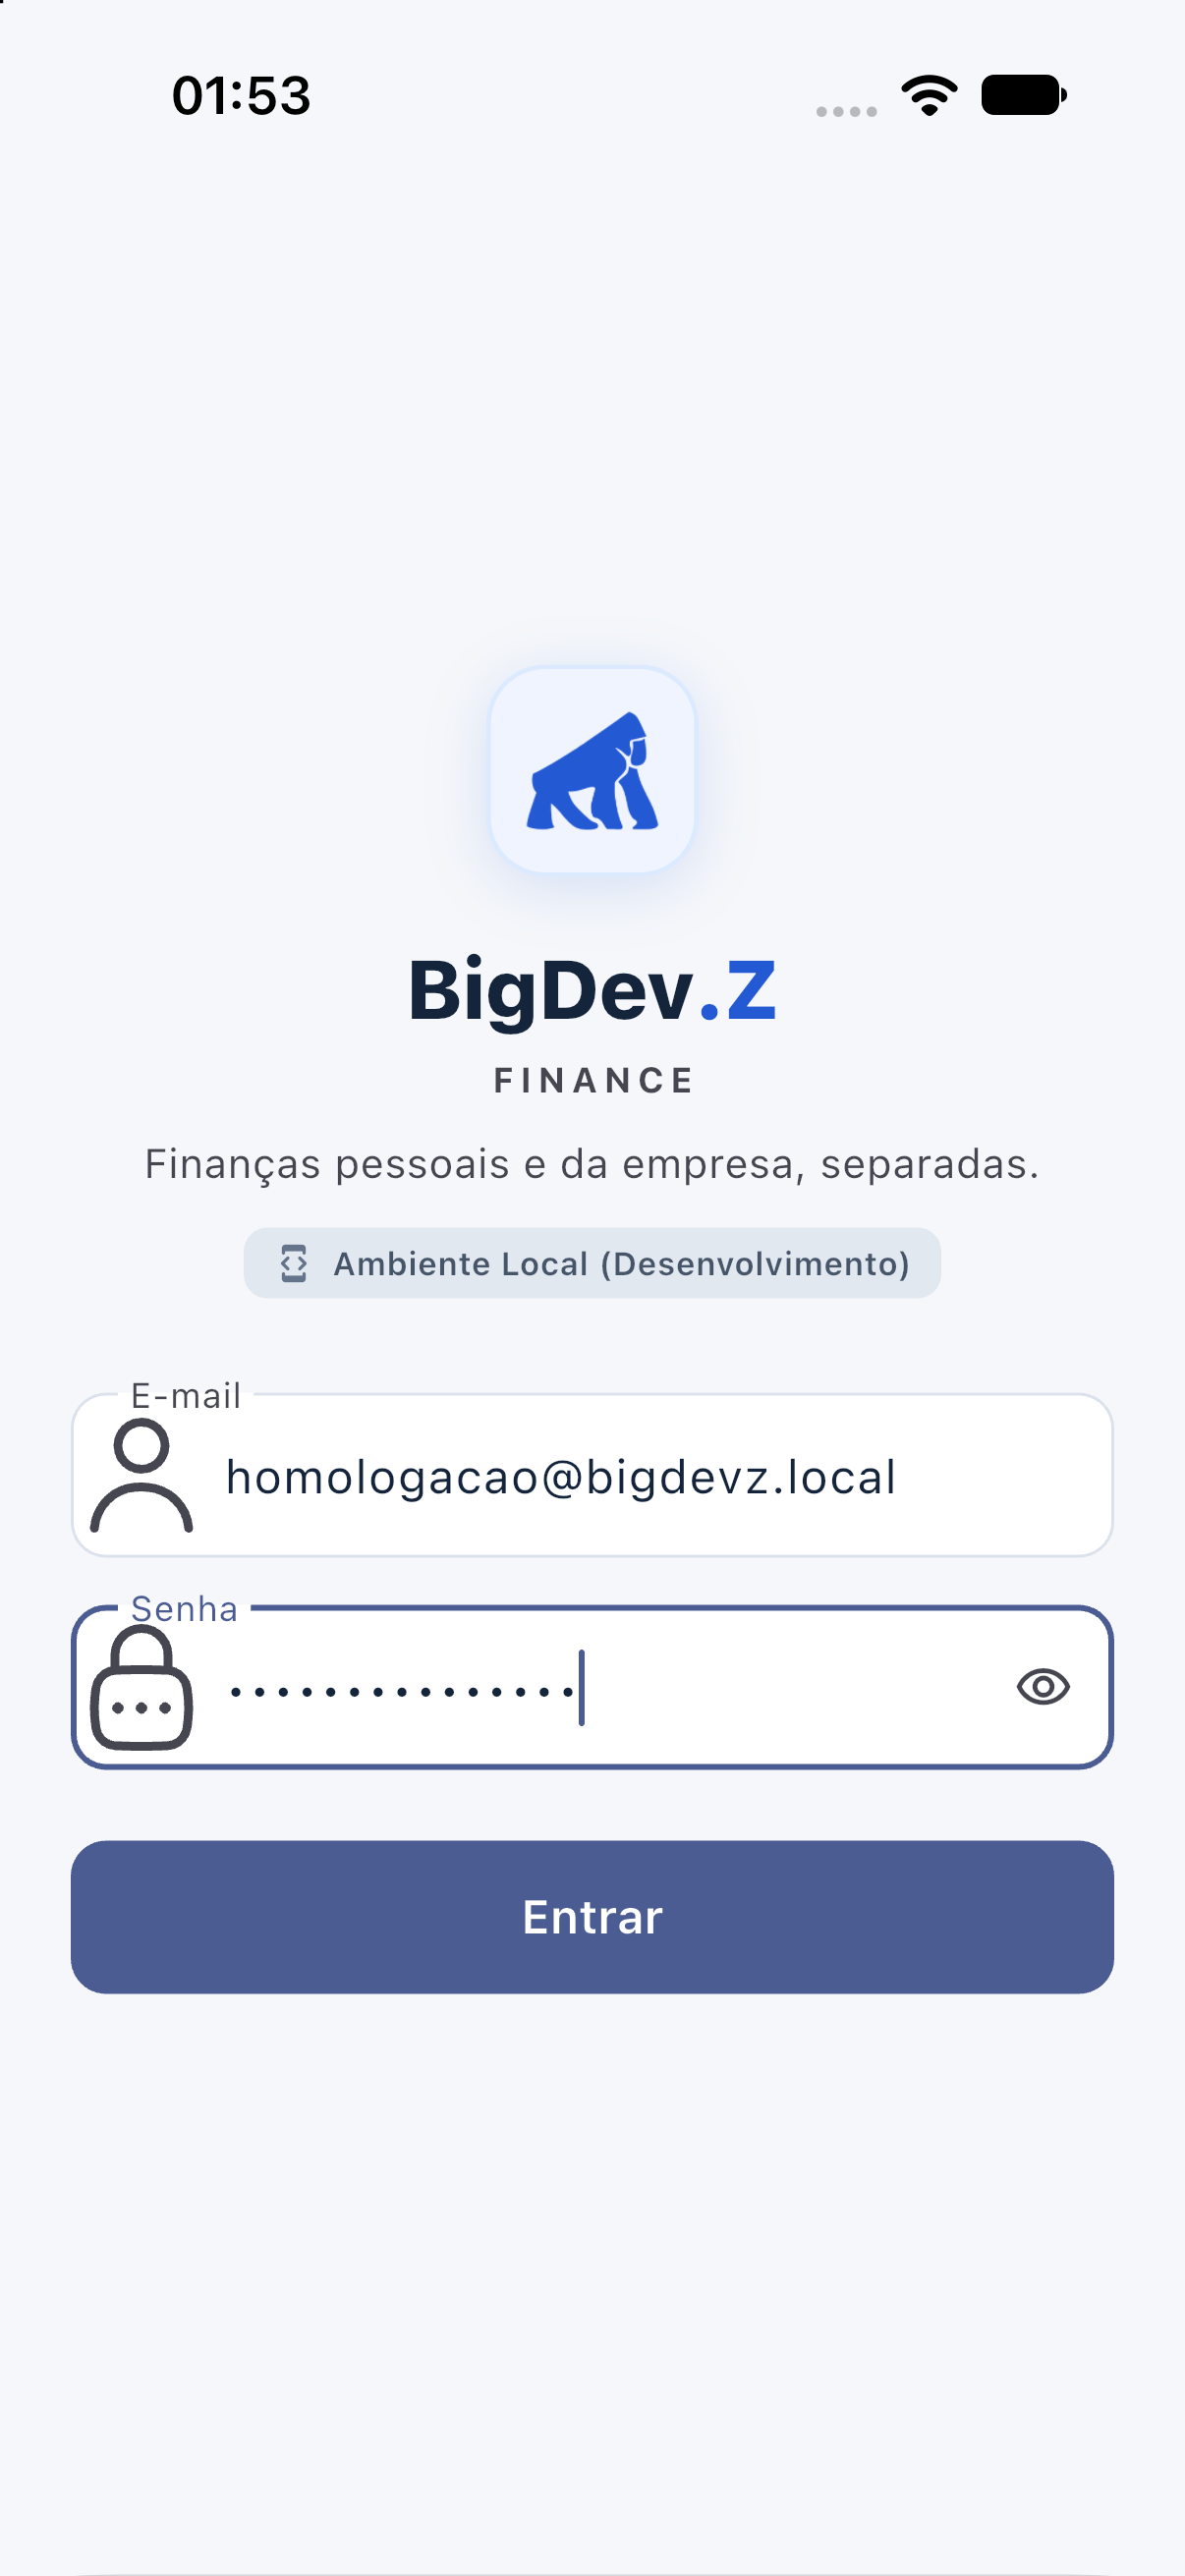 01:53
BigDev.Z
FINANCE
Finanças pessoais e da empresa, separadas.
Ambiente Local (Desenvolvimento)
E-mail
homologacao@bigdevz.local
Senha
•••••••••••••••
Entrar